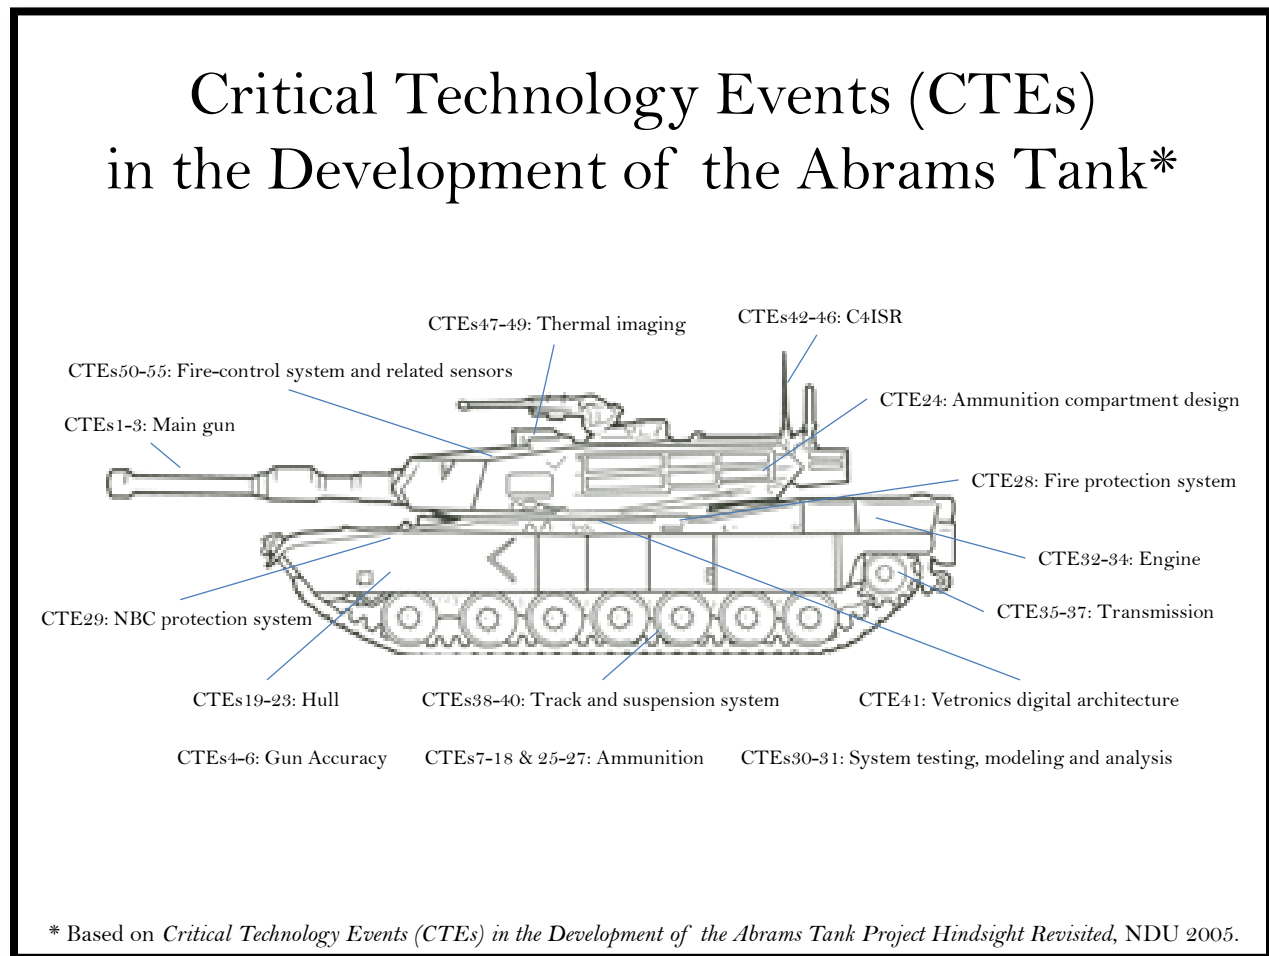 Critical Technology Events (CTEs)
in the Development of the Abrams Tank*
CTEs47-49: Thermal imaging
CTEs42-46: C4ISR
CTEs50-55: Fire-control system and related sensors
CTE24: Ammunition compartment design
CTEs1-3: Main gun
CTE28: Fire protection system
CTE32-34: Engine
CTE29: NBC protection system
CTE35-37: Transmission
CTEs19-23: Hull
CTEs38-40: Track and suspension system
CTE41: Vetronics digital architecture
CTEs4-6: Gun Accuracy
CTEs7-18 & 25-27: Ammunition
CTEs30-31: System testing, modeling and analysis
* Based on Critical Technology Events (CTEs) in the Development of the Abrams Tank Project Hindsight Revisited, NDU 2005.